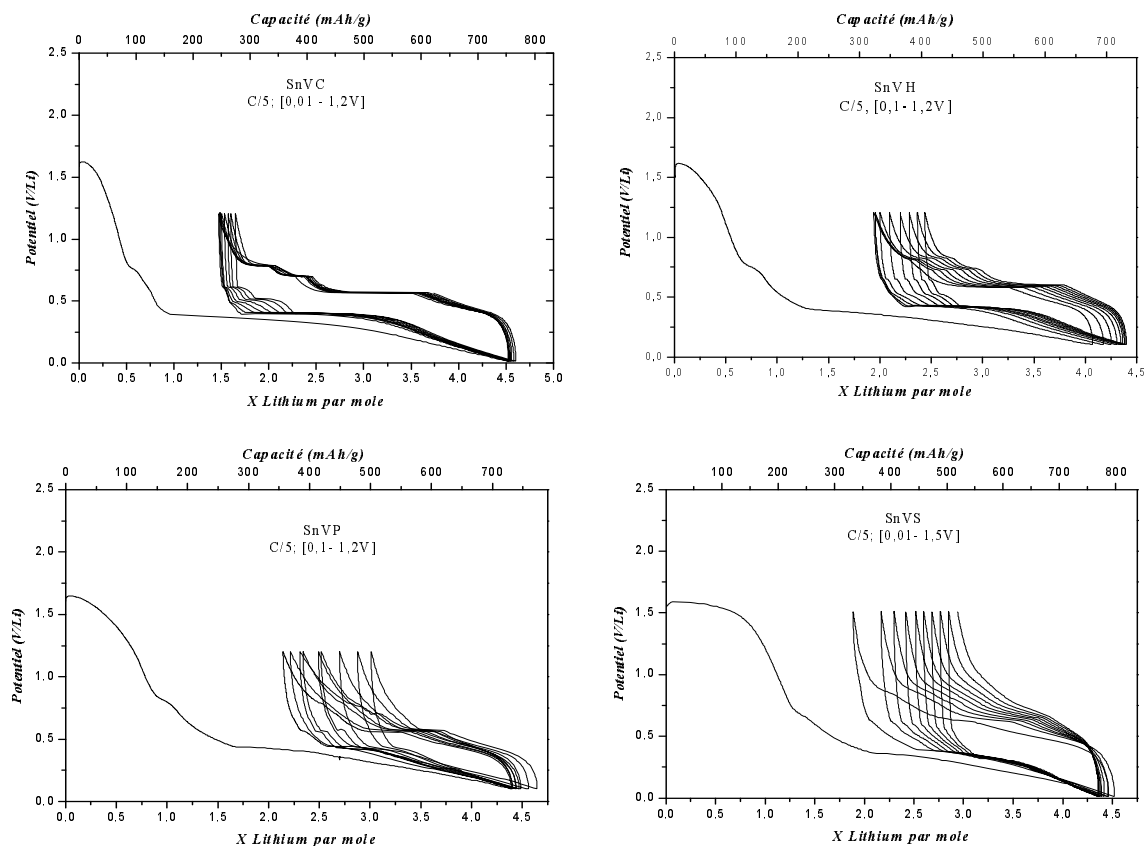 Capacité (mAh/g)
0 100 200 300 400 500 600 700 800
2,5
2,0
1,5
1,0
0,5
0,0
Potentiel (V/Li)
SnVC
C/5; [0,01 - 1,2V]
0,0 0,5 1,0 1,5 2,0 2,5 3,0 3,5 4,0 4,5 5,0
X Lithium par mole
Capacité (mAh/g)
0 100 200 300 400 500 600 700
2,5
2,0
1,5
1,0
0,5
0,0
Potentiel (V/Li)
SnVH
C/5, [0,1- 1,2V]
0,0 0,5 1,0 1,5 2,0 2,5 3,0 3,5 4,0 4,5
X Lithium par mole
Capacité (mAh/g)
0 100 200 300 400 500 600 700
2,5
2,0
1,5
1,0
0,5
0,0
Potentiel (V/Li)
SnVP
C/5; [0,1- 1,2V]
0,0 0,5 1,0 1,5 2,0 2,5 3,0 3,5 4,0 4,5
X Lithium par mole
Capacité (mAh/g)
0 100 200 300 400 500 600 700 800
2,5
2,0
1,5
1,0
0,5
0,0
Potentiel (V/Li)
SnVS
C/5; [0,01- 1,5V]
0,0 0,5 1,0 1,5 2,0 2,5 3,0 3,5 4,0 4,5
X Lithium par mole